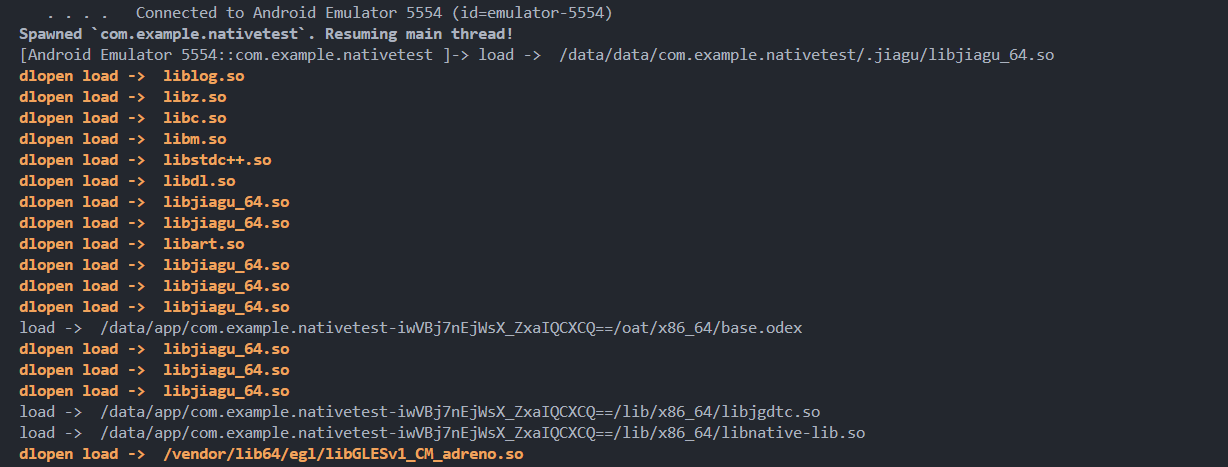 . . . .   Connected to Android Emulator 5554 (id=emulator-5554)
Spawned `com.example.nativetest`. Resuming main thread!
[Android Emulator 5554::com.example.nativetest ]-> load ->  /data/data/com.example.nativetest/.jiagu/libjiagu_64.so
dlopen load ->  liblog.so
dlopen load ->  libz.so
dlopen load ->  libc.so
dlopen load ->  libm.so
dlopen load ->  libstdc++.so
dlopen load ->  libdl.so
dlopen load ->  libjiagu_64.so
dlopen load ->  libjiagu_64.so
dlopen load ->  libart.so
dlopen load ->  libjiagu_64.so
dlopen load ->  libjiagu_64.so
dlopen load ->  libjiagu_64.so
load ->  /data/app/com.example.nativetest-iwVBj7nEjWsX_ZxaIQCXCQ==/oat/x86_64/base.odex
dlopen load ->  libjiagu_64.so
dlopen load ->  libjiagu_64.so
dlopen load ->  libjiagu_64.so
load ->  /data/app/com.example.nativetest-iwVBj7nEjWsX_ZxaIQCXCQ==/lib/x86_64/libjgdtc.so
load ->  /data/app/com.example.nativetest-iwVBj7nEjWsX_ZxaIQCXCQ==/lib/x86_64/libnative-lib.so
dlopen load ->  /vendor/lib64/egl/libGLESv1_CM_adreno.so